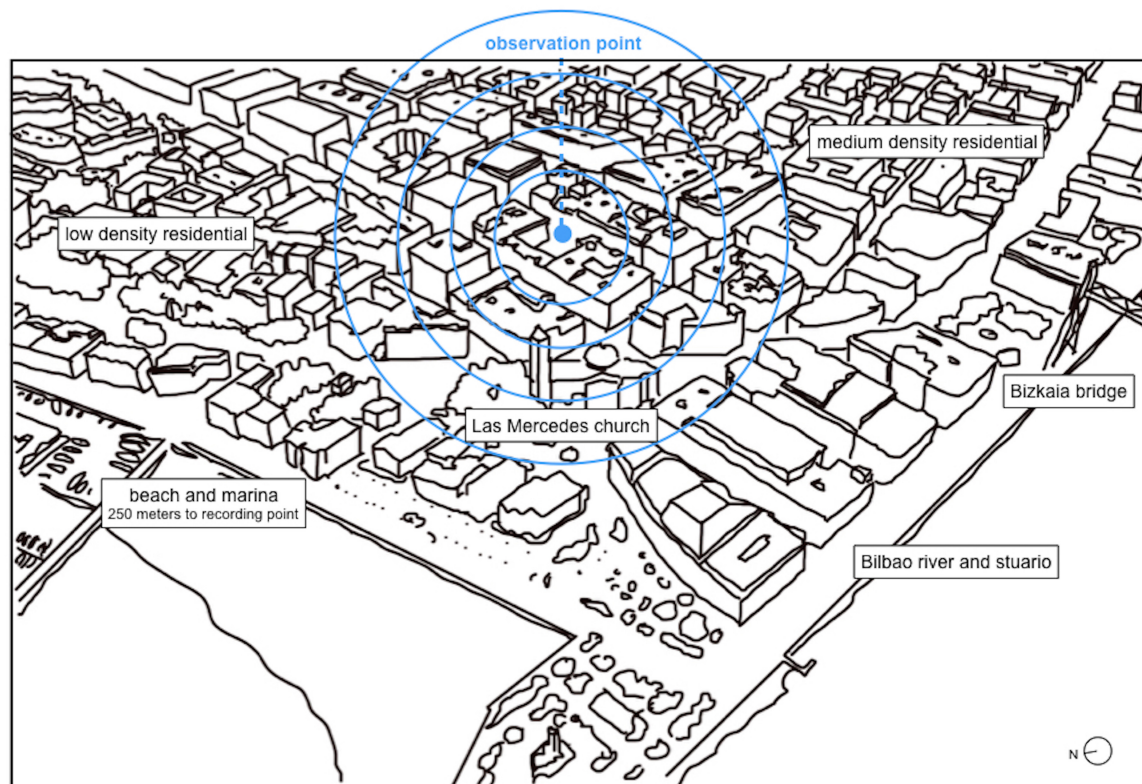 observation point
medium density residential
low density residential
Bizkaia bridge
Las Mercedes church
beach and marina
250 meters to recording point
Bilbao river and stuario
N